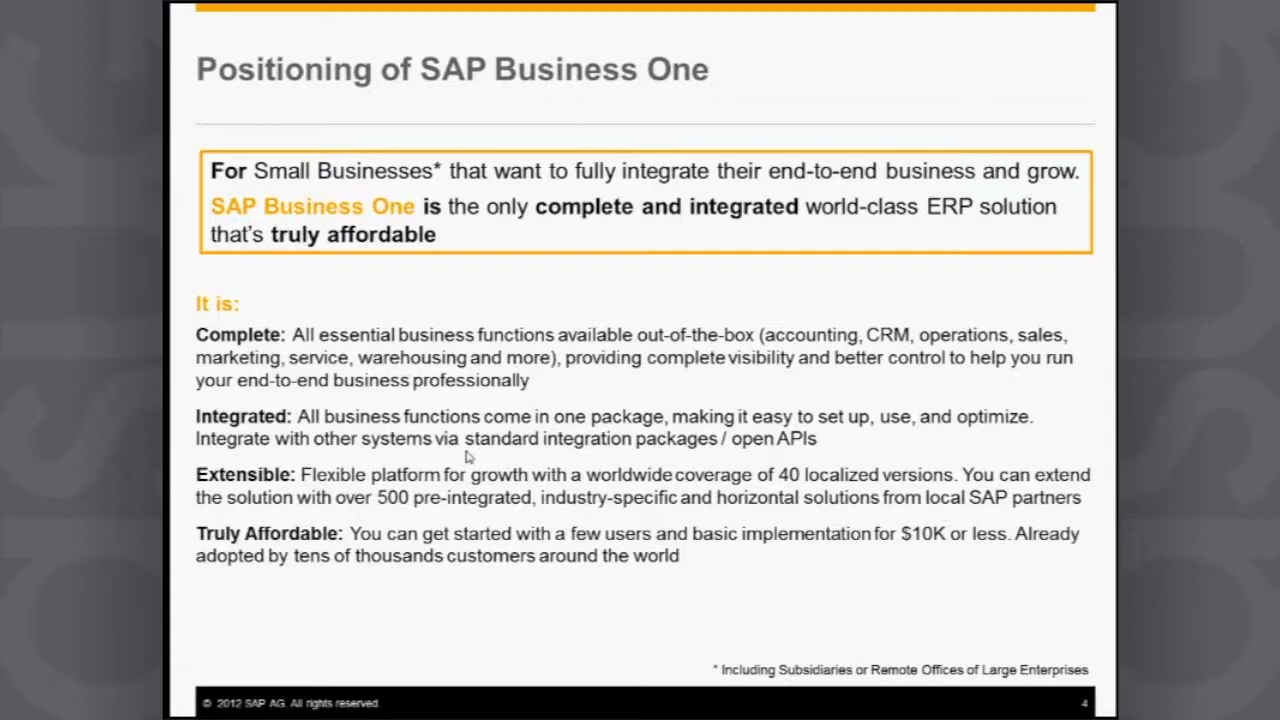 Positioning of SAP Business One
For Small Businesses* that want to fully integrate their end-to-end business and grow.
SAP Business One is the only complete and integrated world-class ERP solution
that's truly affordable
It is:
Complete: All essential business functions available out-of-the-box (accounting, CRM, operations, sales,
marketing, service, warehousing and more), providing complete visibility and better control to help you run
your end-to-end business professionally
Integrated: All business functions come in one package, making it easy to set up, use, and optimize.
Integrate with other systems via standard integration packages / open APIs
Extensible: Flexible platform for growth with a worldwide coverage of 40 localized versions. You can extend
the solution with over 500 pre-integrated, industry-specific and horizontal solutions from local SAP partners
Truly Affordable: You can get started with a few users and basic implementation for $10K or less. Already
adopted by tens of thousands customers around the world
* Including Subsidiaries or Remote Offices of Large Enterprises
© 2012 SAP AG. All rights reserved. 4